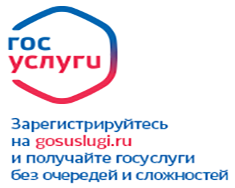 гос
услуги
Зарегистрируйтесь
на gosuslugi.ru
и получайте госуслуги
без очередей и сложностей